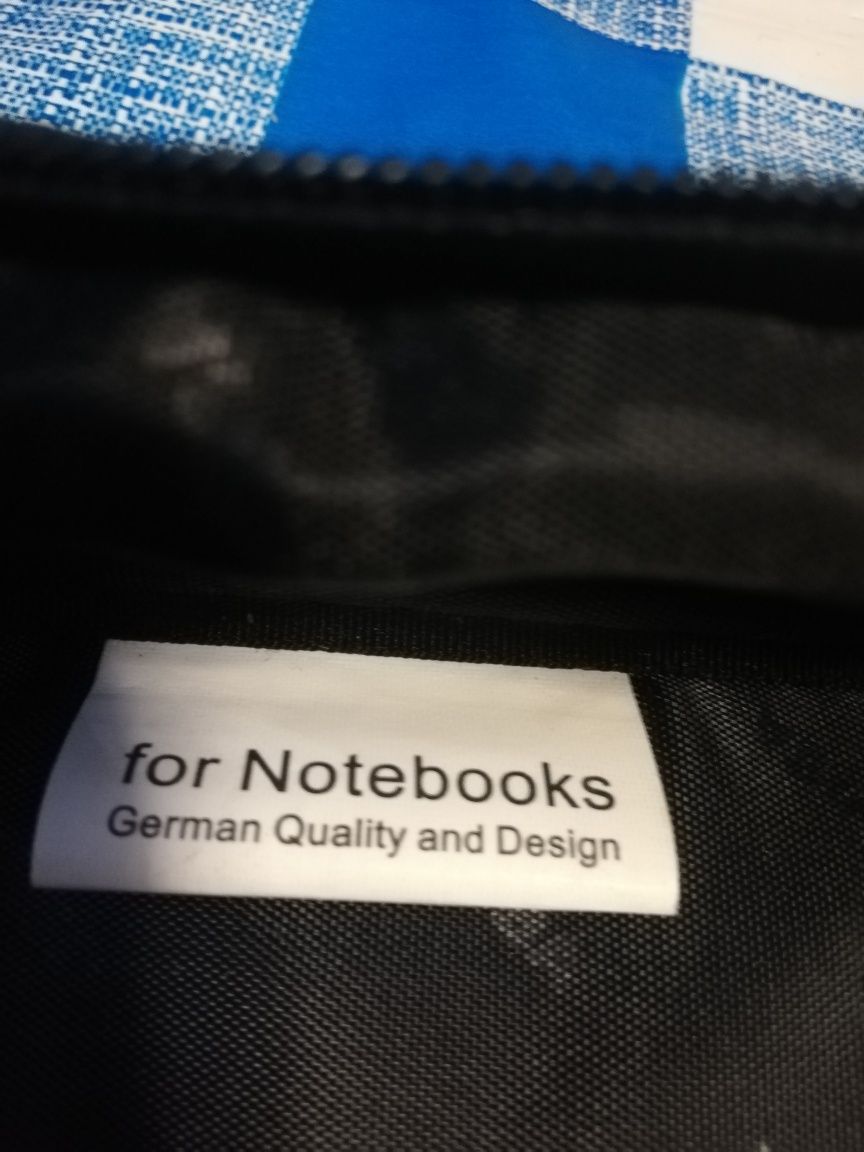 for Notebooks
German Quality and Design